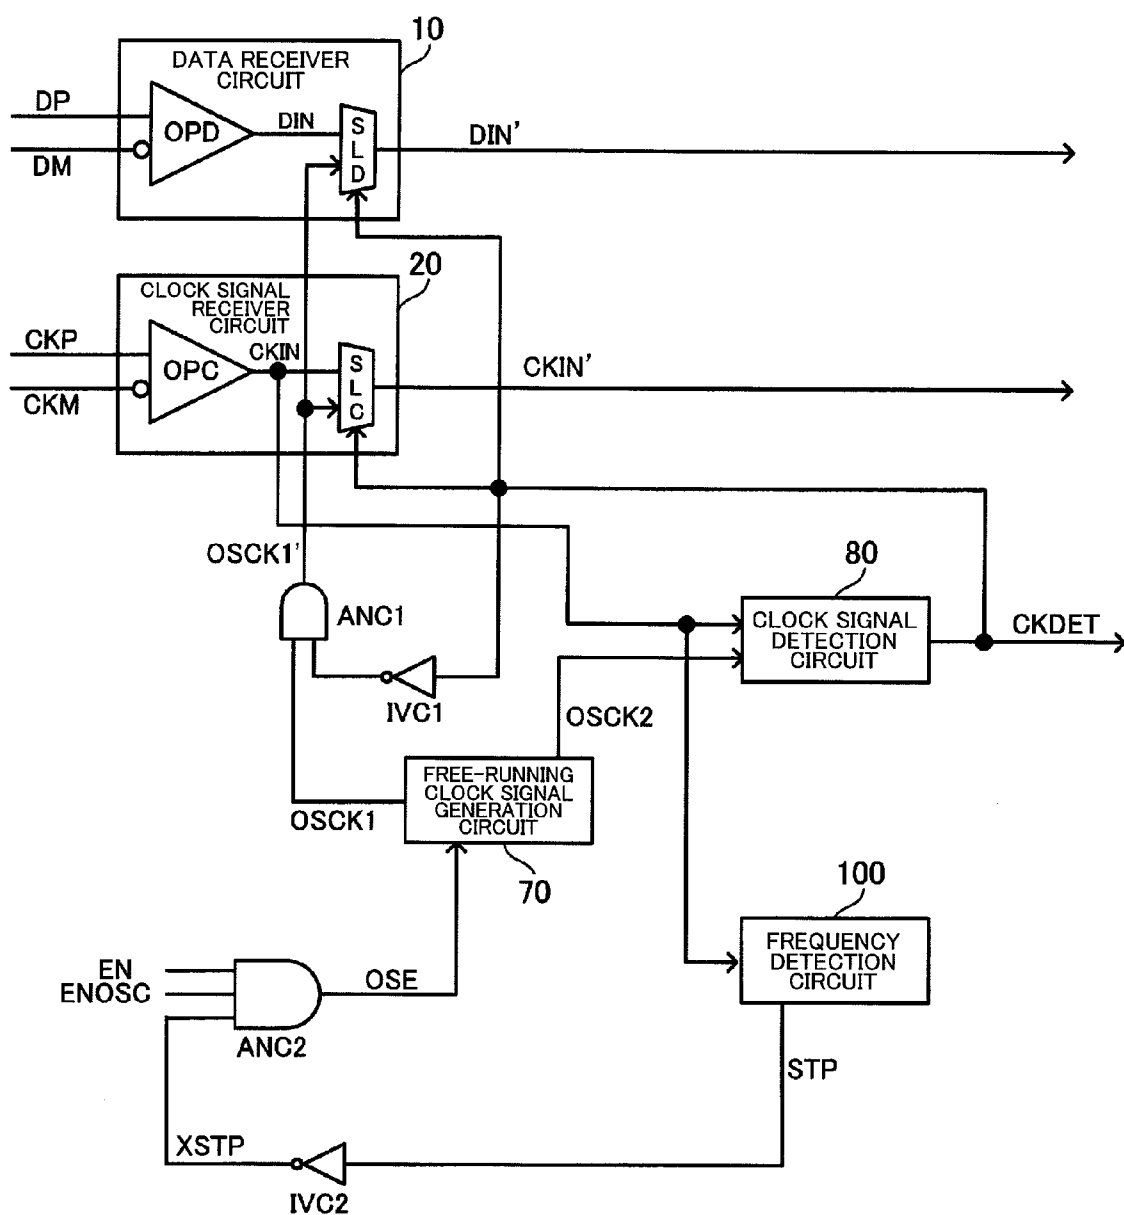 10
DATA RECEIVER
CIRCUIT
DP
OPD
DIN
S
L
D
DIN'
DM
20
CLOCK SIGNAL
RECEIVER
CIRCUIT
CKP
OPC
CKIN
S
L
C
CKIN'
CKM
OSCK1'
ANC1
80
CLOCK SIGNAL
DETECTION
CIRCUIT
CKDET
IVC1
OSCK2
FREE-RUNNING
CLOCK SIGNAL
GENERATION
CIRCUIT
OSCK1
70
100
FREQUENCY
DETECTION
CIRCUIT
EN
ENOSC
OSE
ANC2
STP
XSTP
IVC2